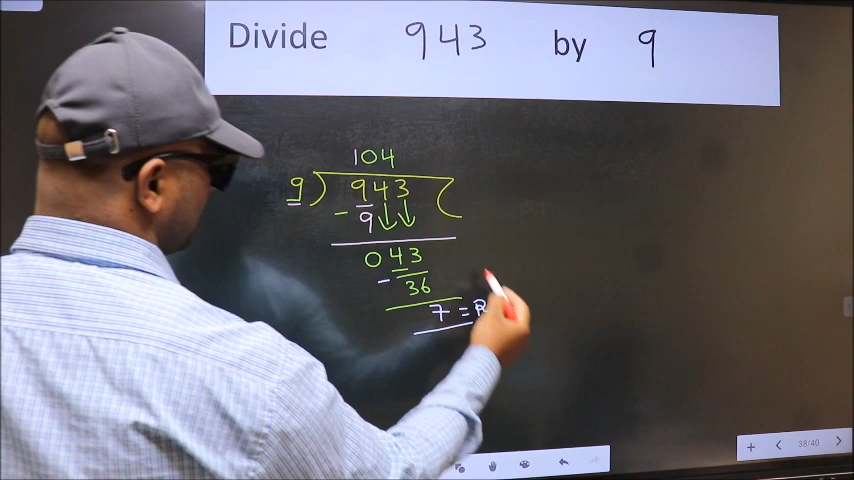 Divide 943 by 9
104
9 ) 943 (
- 9
043
- 36
7 = R
38/40